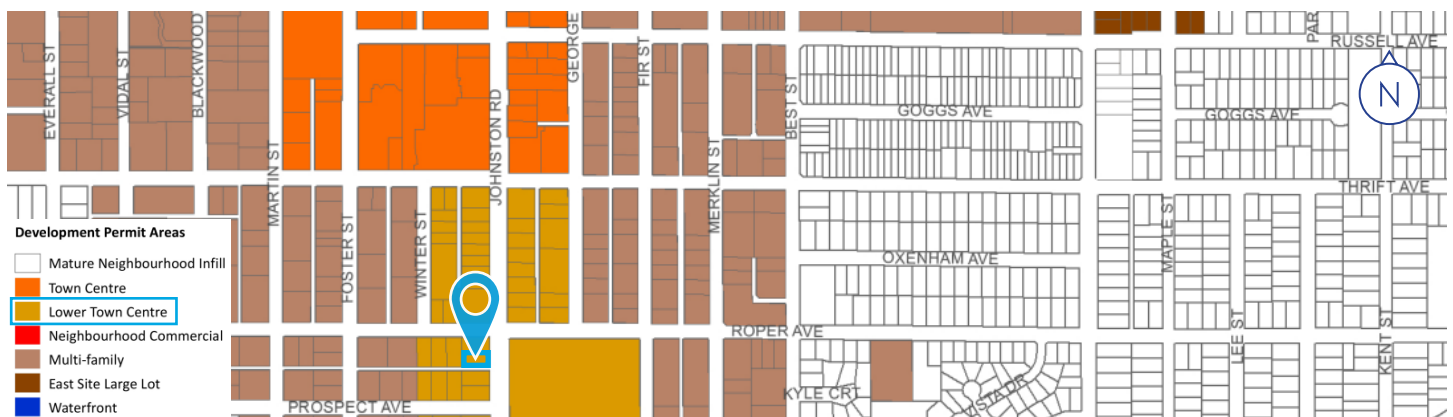 EVERALL ST
VIDAL ST
BLACKWOOD
MARTIN ST
JOHNSTON RD
GEORGE
FIR ST
BEST ST
GOGGS AVE
PAR
RUSSELL AVE
N
GOGGS AVE
THRIFT AVE
FOSTER ST
WINTER ST
MERKLIN ST
OXENHAM AVE
MAPLE ST
ROPER AVE
LEE ST
KENT ST
KYLE CRT
VISTA DR
PROSPECT AVE
Development Permit Areas
Mature Neighbourhood Infill
Town Centre
Lower Town Centre
Neighbourhood Commercial
Multi-family
East Site Large Lot
Waterfront